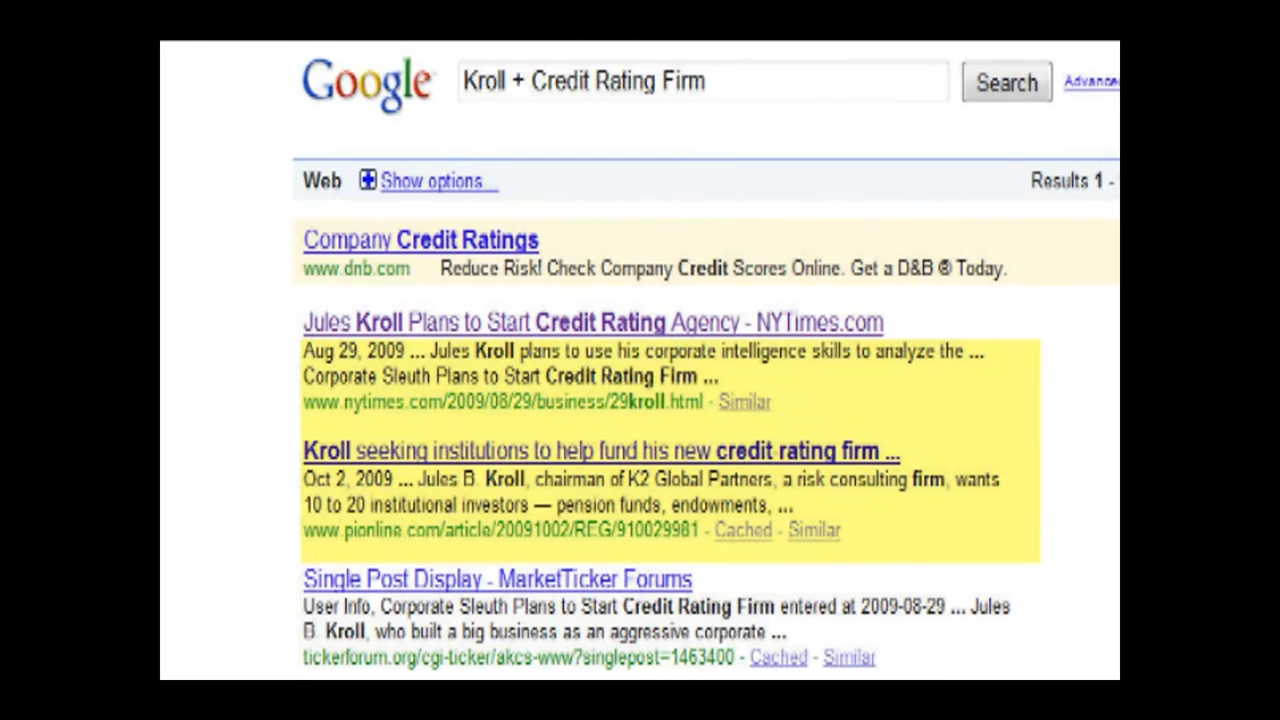 Google Kroll + Credit Rating Firm Search Advanced
Web Show options... Results 1 -
Company Credit Ratings
www.dnb.com Reduce Risk! Check Company Credit Scores Online. Get a D&B ® Today.
Jules Kroll Plans to Start Credit Rating Agency - NYTimes.com
Aug 29, 2009 ... Jules Kroll plans to use his corporate intelligence skills to analyze the ...
Corporate Sleuth Plans to Start Credit Rating Firm ...
www.nytimes.com/2009/08/29/business/29kroll.html - Similar
Kroll seeking institutions to help fund his new credit rating firm ...
Oct 2, 2009 ... Jules B. Kroll, chairman of K2 Global Partners, a risk consulting firm, wants
10 to 20 institutional investors — pension funds, endowments, ...
www.pionline.com/article/20091002/REG/910029981 - Cached - Similar
Single Post Display - MarketTicker Forums
User Info, Corporate Sleuth Plans to Start Credit Rating Firm entered at 2009-08-29 ... Jules
B. Kroll, who built a big business as an aggressive corporate ...
tickerforum.org/cgi-ticker/akcs-www?singlepost=1463400 - Cached - Similar